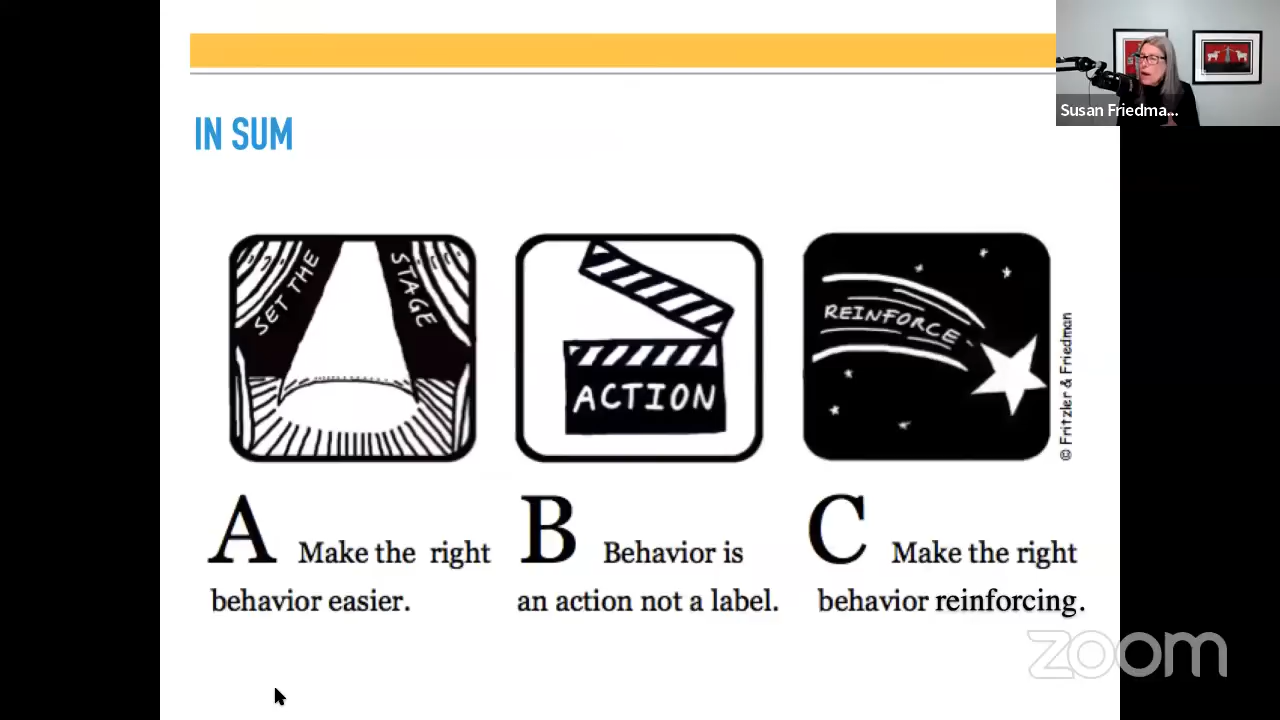 Susan Friedma...
IN SUM
SET THE
STAGE
ACTION
REINFORCE
© Fritzler & Friedman
A Make the right
behavior easier.
B Behavior is
an action not a label.
C Make the right
behavior reinforcing.
zoom